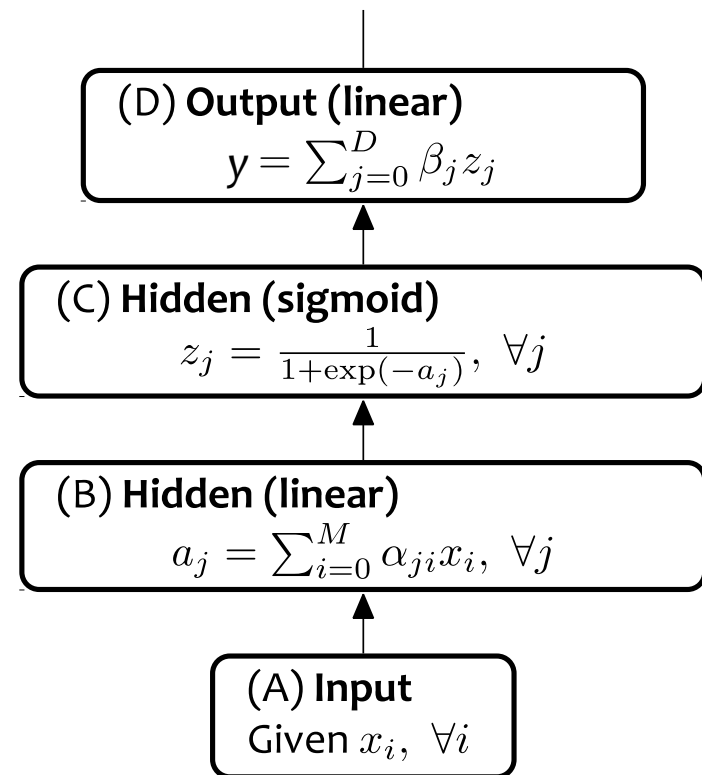 (D) Output (linear)
y = ∑_{j=0}^{D} β_j z_j
(C) Hidden (sigmoid)
z_j = \frac{1}{1+exp(−a_j)}, ∀j
(B) Hidden (linear)
a_j = ∑_{i=0}^{M} α_{ji} x_i, ∀j
(A) Input
Given x_i, ∀i